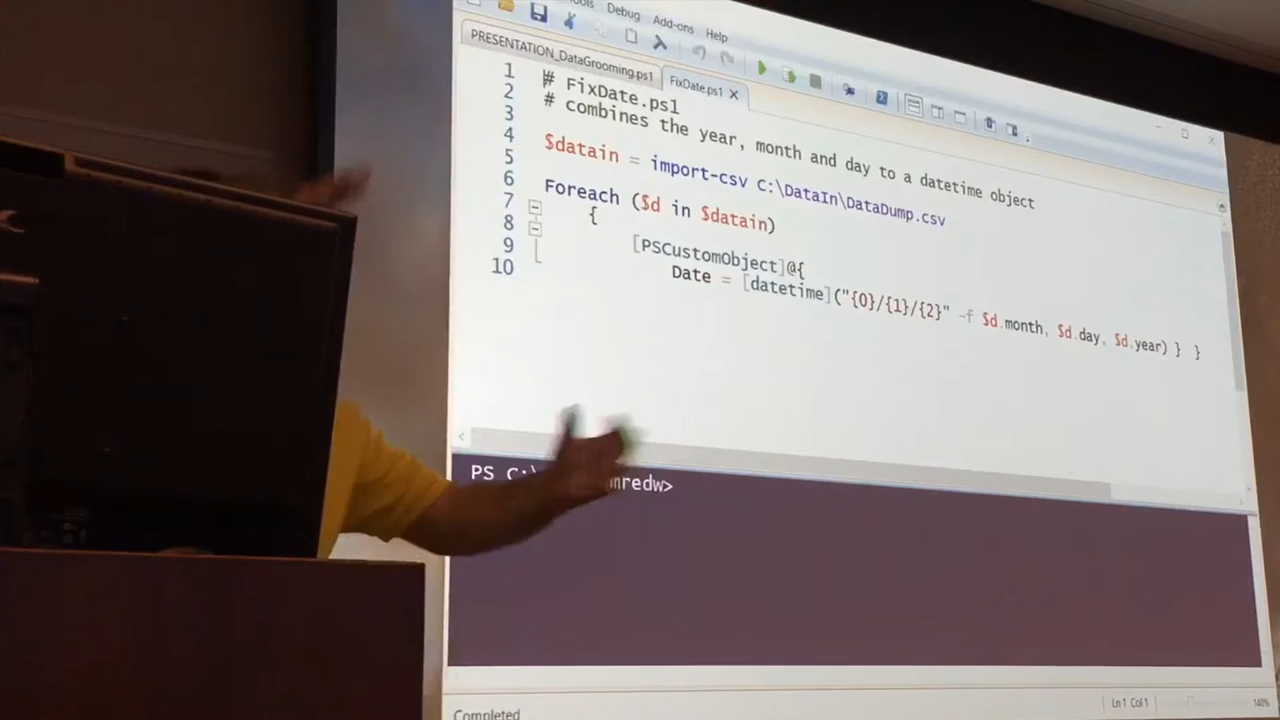 Debug Add-ons Help
PRESENTATION_DataGrooming.ps1 FixDate.ps1
1 # FixDate.ps1
2 # combines the year, month and day to a datetime object
3
4 $datain = import-csv C:\DataIn\DataDump.csv
5
6 Foreach ($d in $datain)
7 {
8 [PSCustomObject]@{
9 Date = [datetime]("{0}/{1}/{2}" -f $d.month, $d.day, $d.year) } }
10
PS C:\ mredw>
Completed Ln 1 Col 1 140%